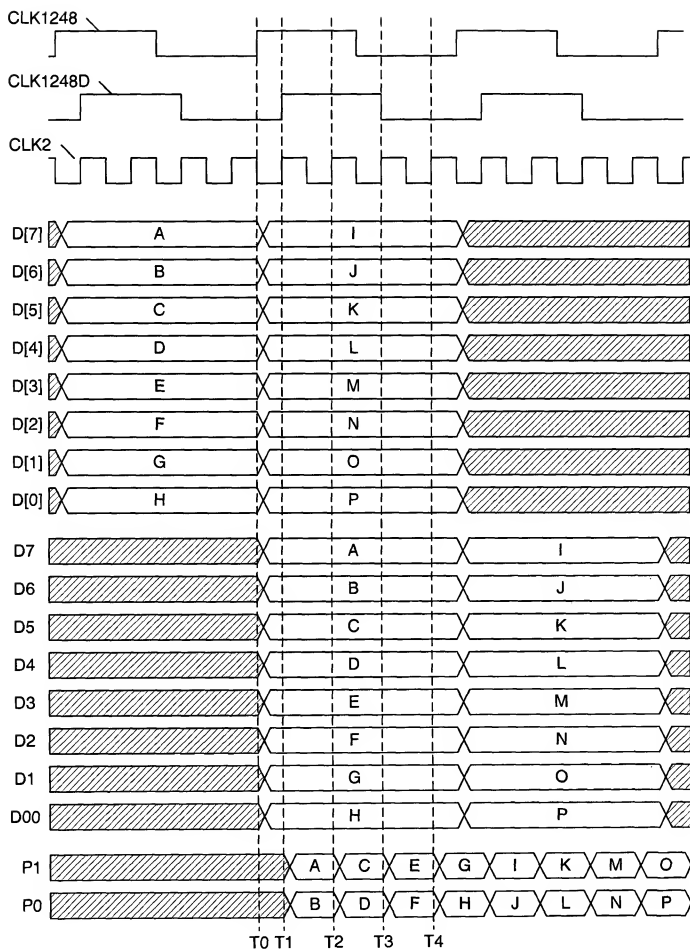 CLK1248
CLK1248D
CLK2
D[7] A I
D[6] B J
D[5] C K
D[4] D L
D[3] E M
D[2] F N
D[1] G O
D[0] H P
D7 A I
D6 B J
D5 C K
D4 D L
D3 E M
D2 F N
D1 G O
D00 H P
P1 A C E G I K M O
P0 B D F H J L N P
T0 T1 T2 T3 T4